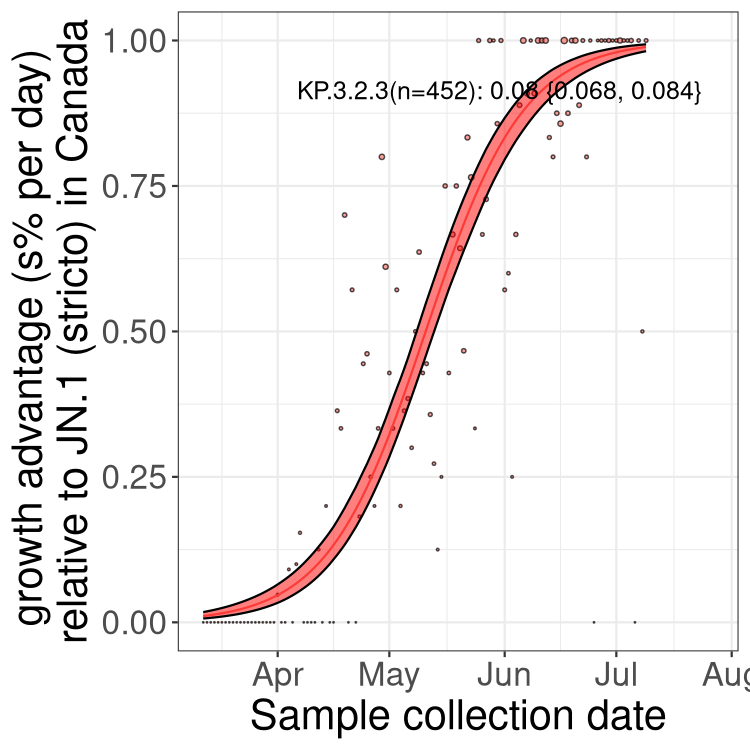 growth advantage (s% per day)
relative to JN.1 (stricto) in Canada
1.00
0.75
0.50
0.25
0.00
KP.3.2.3(n=452): 0.08 {0.068, 0.084}
Apr May Jun Jul Aug
Sample collection date